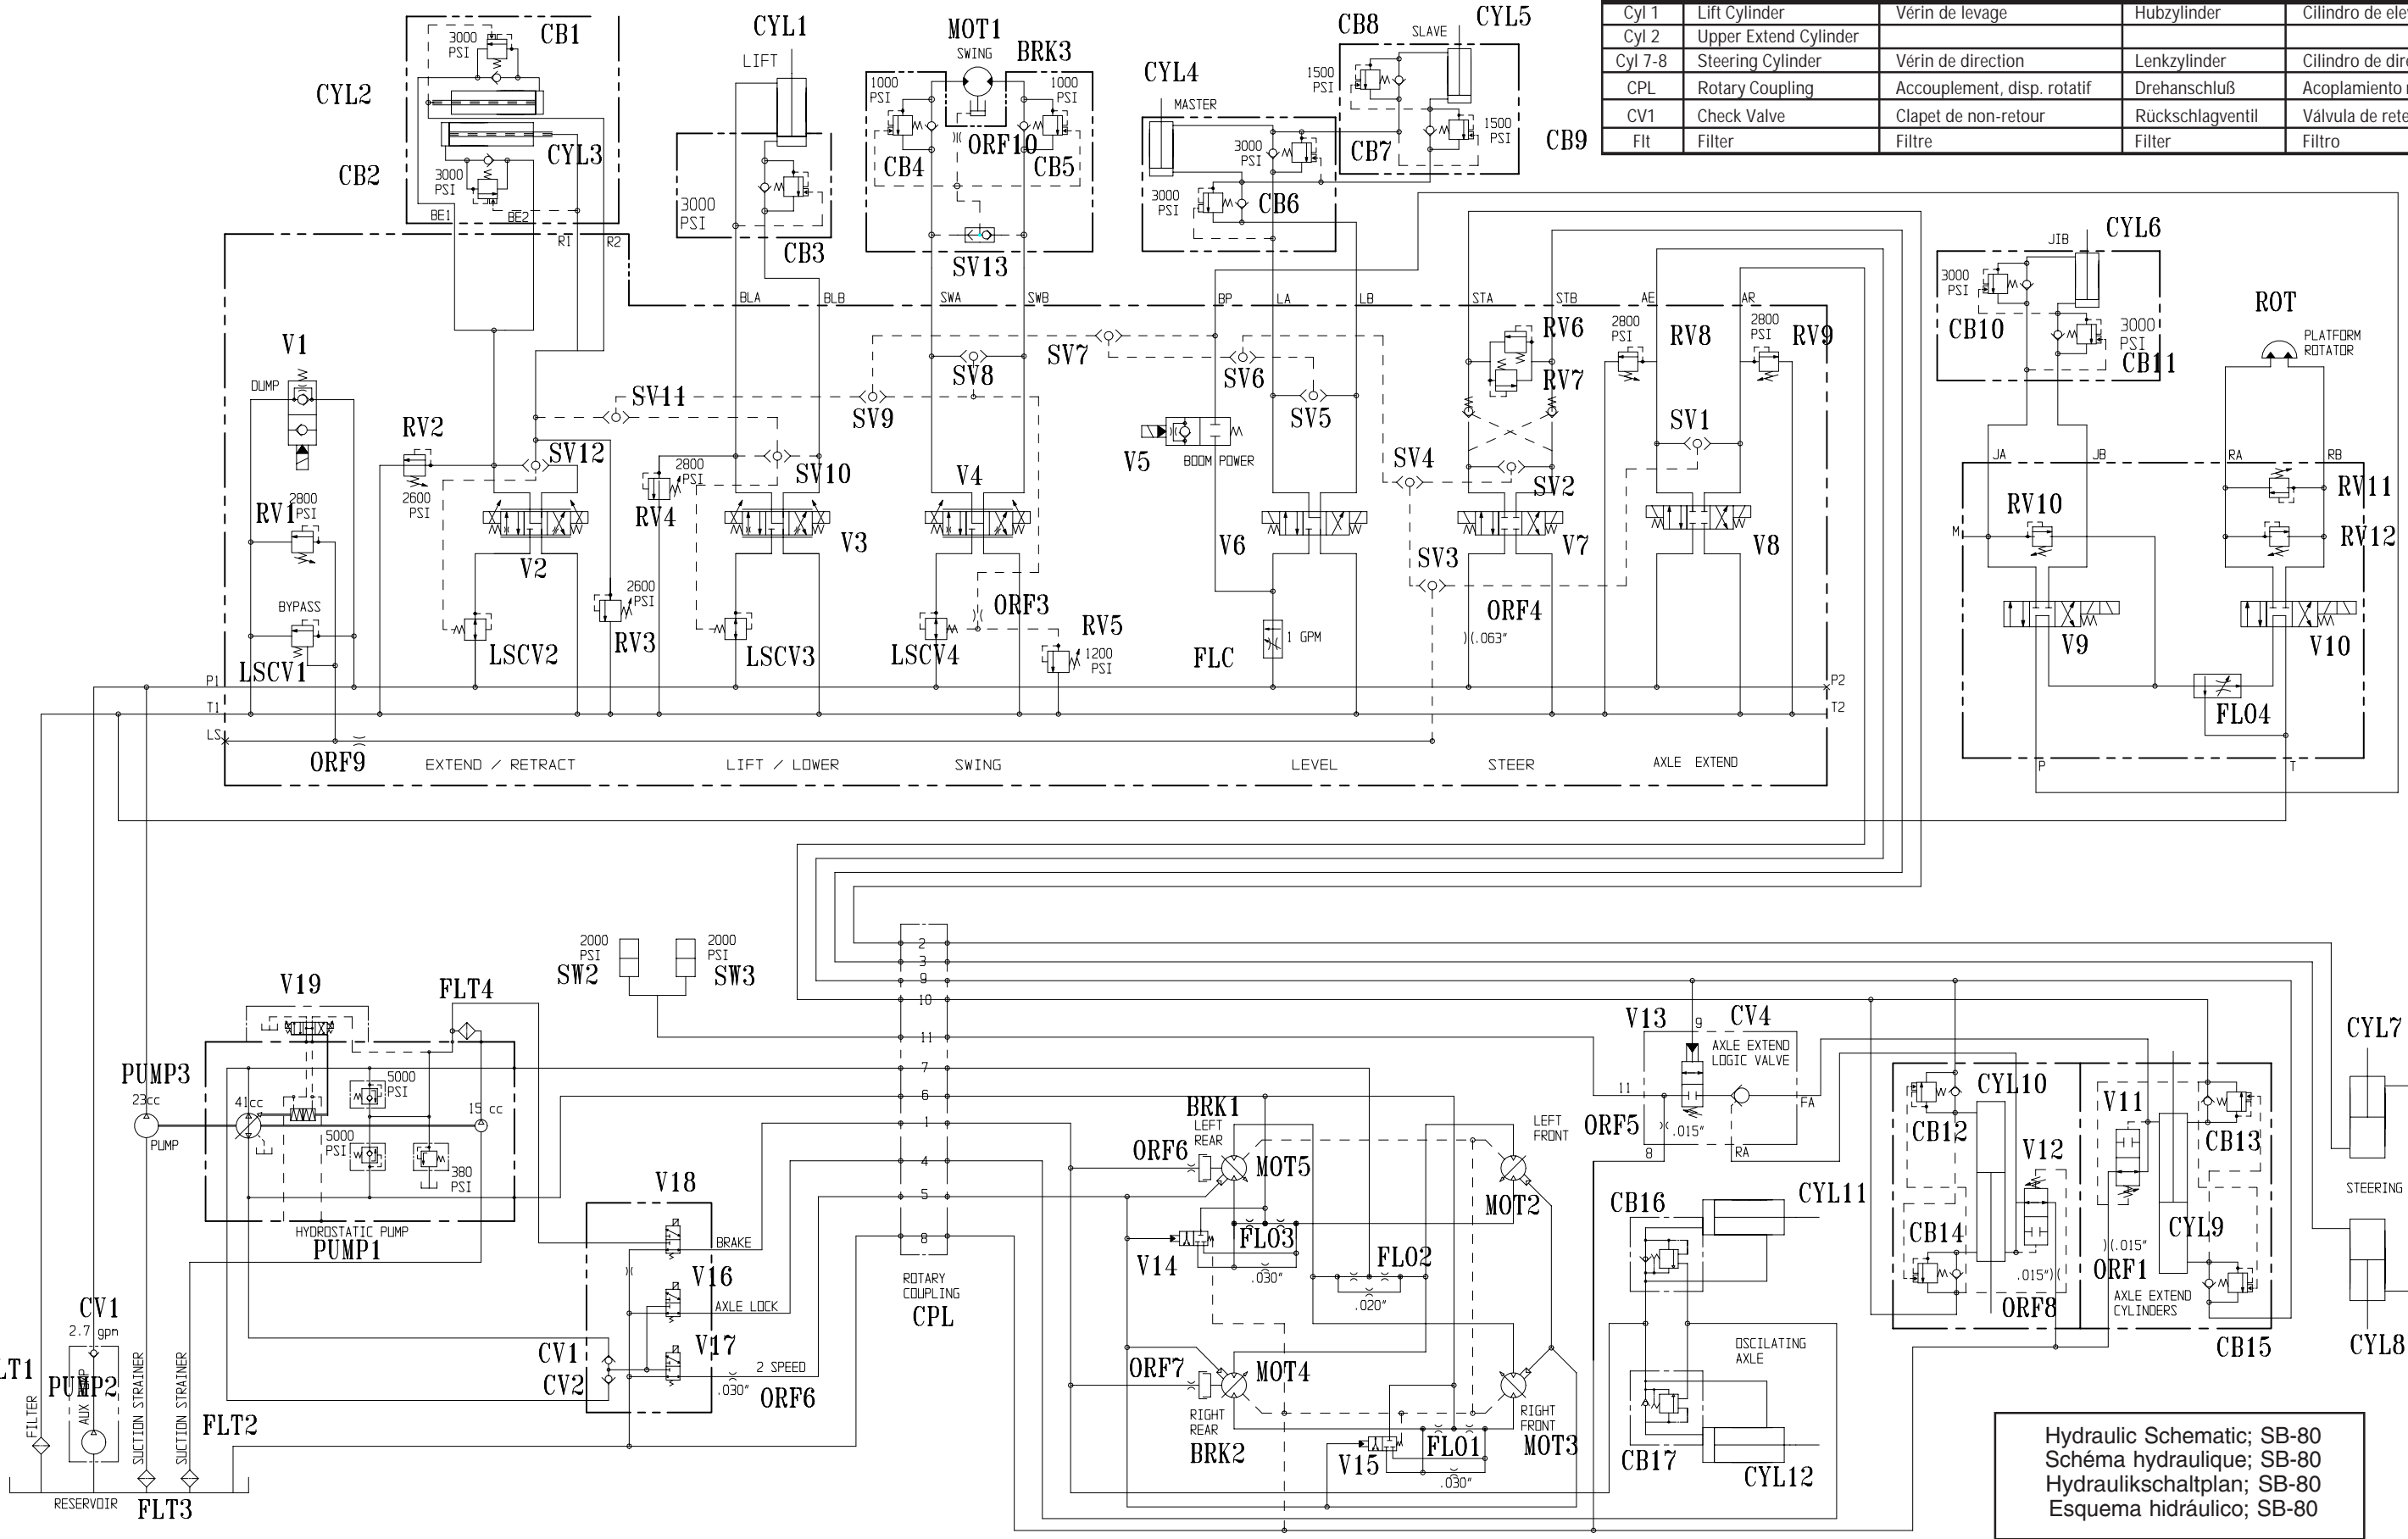 Cyl 1 Lift Cylinder Vérin de levage Hubzylinder
Cyl 2 Upper Extend Cylinder
Cyl 7-8 Steering Cylinder Vérin de direction Lenkzylinder
CPL Rotary Coupling Accouplement, disp. rotatif Drehanschluß Acoplamiento
CV1 Check Valve Clapet de non-retour Rückschlagventil
Flt Filter Filtre Filter Filtro
CB1
3000
PSI
CYL2
CYL3
CB2
3000
PSI
BE1
BE2
R1
R2
CYL1
LIFT
3000
PSI
CB3
MOT1
SWING
BRK3
1000
PSI
1000
PSI
CB4
ORF10
CB5
SV13
CYL4
MASTER
3000
PSI
3000
PSI
CB6
CB7
CB8
CYL5
SLAVE
1500
PSI
1500
PSI
CB9
BLA
BLB
SWA
SWB
BP
LA
LB
STA
STB
AE
AR
CYL6
JIB
3000
PSI
CB10
3000
PSI
CB11
ROT
PLATFORM
ROTATOR
V1
DUMP
RV2
2600
PSI
RV1
2800
PSI
BYPASS
LSCV1
SV11
SV12
V2
LSCV2
2600
PSI
RV3
2800
PSI
RV4
SV10
V3
LSCV3
SV9
SV8
V4
LSCV4
ORF3
RV5
1200
PSI
SV7
SV6
SV5
V5
BOOM POWER
V6
FLC
1 GPM
SV4
SV3
RV6
RV7
SV2
V7
ORF4
.063"
2800
PSI
RV8
2800
PSI
RV9
SV1
V8
JA
JB
RA
RB
M
RV10
RV11
RV12
V9
V10
FLO4
P
T
P1
T1
LS
P2
T2
ORF9
EXTEND / RETRACT
LIFT / LOWER
SWING
LEVEL
STEER
AXLE EXTEND
2000
PSI
SW2
2000
PSI
SW3
V19
FLT4
PUMP3
23cc
PUMP
41cc
15 cc
5000
PSI
5000
PSI
380
PSI
HYDROSTATIC PUMP
PUMP1
V18
BRAKE
V16
AXLE LOCK
V17
2 SPEED
.030"
ORF6
CV1
CV2
CV1
2.7 gpm
PUMP2
FILTER
SUCTION STRAINER
SUCTION STRAINER
FLT2
RESERVOIR
FLT3
2
3
9
10
11
7
6
1
4
5
8
ROTARY
COUPLING
CPL
BRK1
LEFT
REAR
ORF6
MOT5
V14
FLO3
.030"
FLO2
.020"
LEFT
FRONT
MOT2
ORF7
MOT4
RIGHT
REAR
BRK2
V15
FLO1
.030"
RIGHT
FRONT
MOT3
V13
9
CV4
AXLE EXTEND
LOGIC VALVE
11
FA
ORF5
.015"
8
RA
CB16
CYL11
OSCILATING
AXLE
CB17
CYL12
CYL10
CB12
V12
CB14
.015"
ORF8
V11
CB13
CYL9
.015"
ORF1
AXLE EXTEND
CYLINDERS
CB15
CYL7
STEERING
CYL8
Hydraulic Schematic; SB-80
Schéma hydraulique; SB-80
Hydraulikschaltplan; SB-80
Esquema hidráulico; SB-80